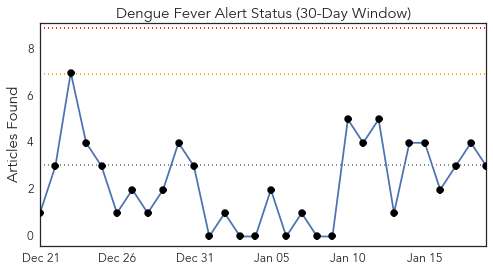 Dengue Fever Alert Status (30-Day Window)
Articles Found
8
6
4
2
0
Dec 21 Dec 26 Dec 31 Jan 05 Jan 10 Jan 15